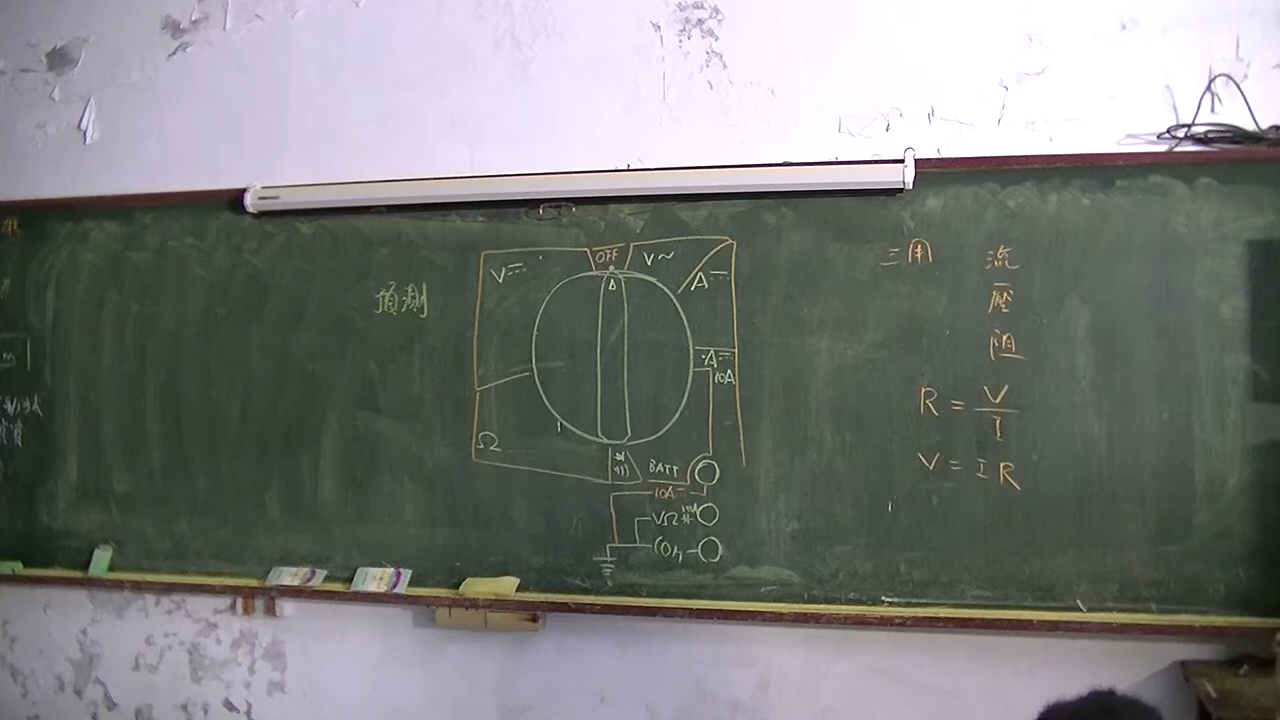 預測
OFF
V⎓
V~
A⎓
A⎓
10A
Ω
BATT
10A⎓
VΩ
COM
三用
流
壓
阻
R = V/I
V = I R
m